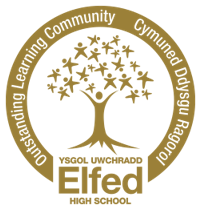 Outstanding Learning Community
Cymuned Ddysgu Ragorol
YSGOL UWCHRADD
Elfed
HIGH SCHOOL